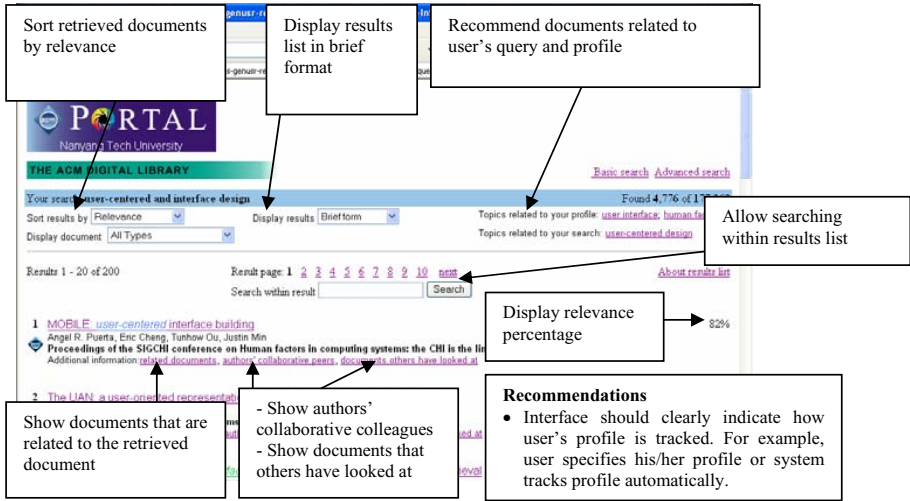 Sort retrieved documents
by relevance
Display results
list in brief
format
Recommend documents related to
user's query and profile
PORTAL
Nanyang Tech University
THE ACM DIGITAL LIBRARY
Basic search Advanced search
Your search user-centered and interface design
Found 4,776 of
Sort results by Relevance
Display results Brief form
Topics related to your profile: user interface; human
Display document All Types
Topics related to your search: user-centered design
Allow searching
within results list
Results 1 - 20 of 200
Result page: 1 2 3 4 5 6 7 8 9 10 next
About results list
Search within result Search
Display relevance
percentage
1 MOBILE user-centered interface building
82%
Angel R. Puerta, Eric Cheng, Tunhow Ou, Justin Min
Proceedings of the SIGCHI conference on Human factors in computing systems: the CHI is the
Additional information: related documents, authors' collaborative peers, documents others have looked at
2 The UAN: a user-oriented
Show documents that are
related to the retrieved
document
- Show authors'
collaborative colleagues
- Show documents that
others have looked at
Recommendations
• Interface should clearly indicate how
user's profile is tracked. For example,
user specifies his/her profile or system
tracks profile automatically.